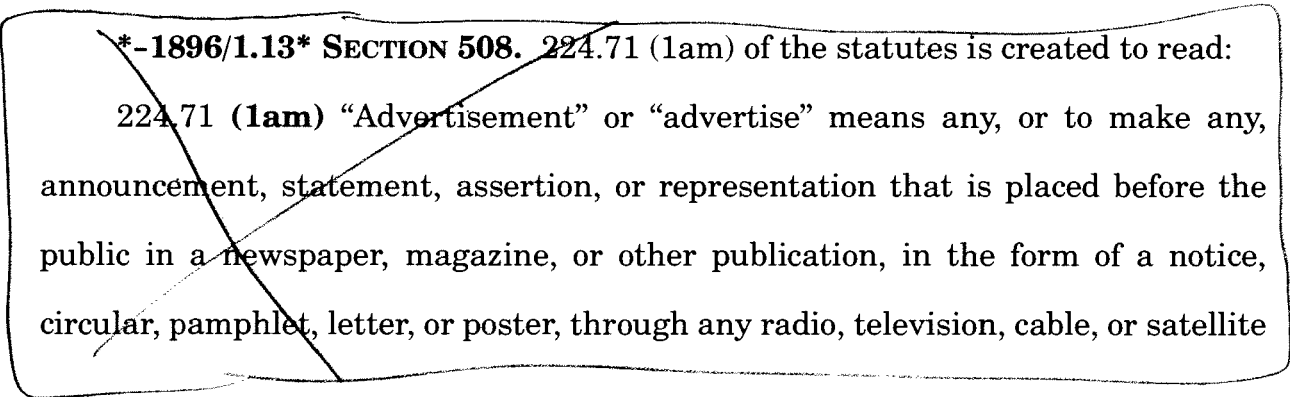 *-1896/1.13* SECTION 508. 224.71 (1am) of the statutes is created to read:
224.71 (1am) “Advertisement” or “advertise” means any, or to make any,
announcement, statement, assertion, or representation that is placed before the
public in a newspaper, magazine, or other publication, in the form of a notice,
circular, pamphlet, letter, or poster, through any radio, television, cable, or satellite